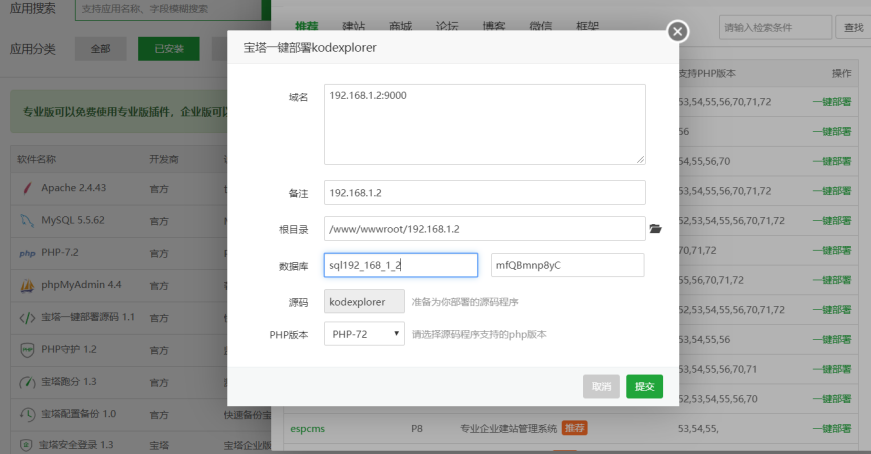 应用搜索 支持应用名称、字段模糊搜索
推荐 建站 商城 论坛 博客 微信 框架 请输入检索条件 查找
应用分类 全部 已安装
宝塔一键部署kodexplorer
支持PHP版本 操作
专业版可以免费使用专业版插件，企业版可以
域名 192.168.1.2:9000
53,54,55,56,70,71,72 一键部署
56 一键部署
软件名称 开发商
54,55,56,70 一键部署
Apache 2.4.43 官方
备注 192.168.1.2
53,54,55,56,70,71,72 一键部署
MySQL 5.5.62 官方
根目录 /www/wwwroot/192.168.1.2
52,53,54,55,56,70,71,72 一键部署
php PHP-7.2 官方
70,71,72 一键部署
数据库 sql192_168_1_2 mfQBmnp8yC
phpMyAdmin 4.4 官方
55,56,70,71,72 一键部署
源码 kodexplorer 准备为你部署的源码程序
52,53,54,55,56,70,71,72 一键部署
宝塔一键部署源码 1.1 官方
PHP版本 PHP-72 请选择源码程序支持的php版本
53,54,55,56 一键部署
PHP守护 1.2 官方
53,54,55,56,70,71 一键部署
宝塔跑分 1.3 官方
取消 提交
52,53,54,55,56,70 一键部署
宝塔配置备份 1.0 官方 快速备份宝
espcms P8 专业企业建站管理系统 推荐 53,54,55, 一键部署
宝塔安全登录 1.3 宝塔 宝塔企业版